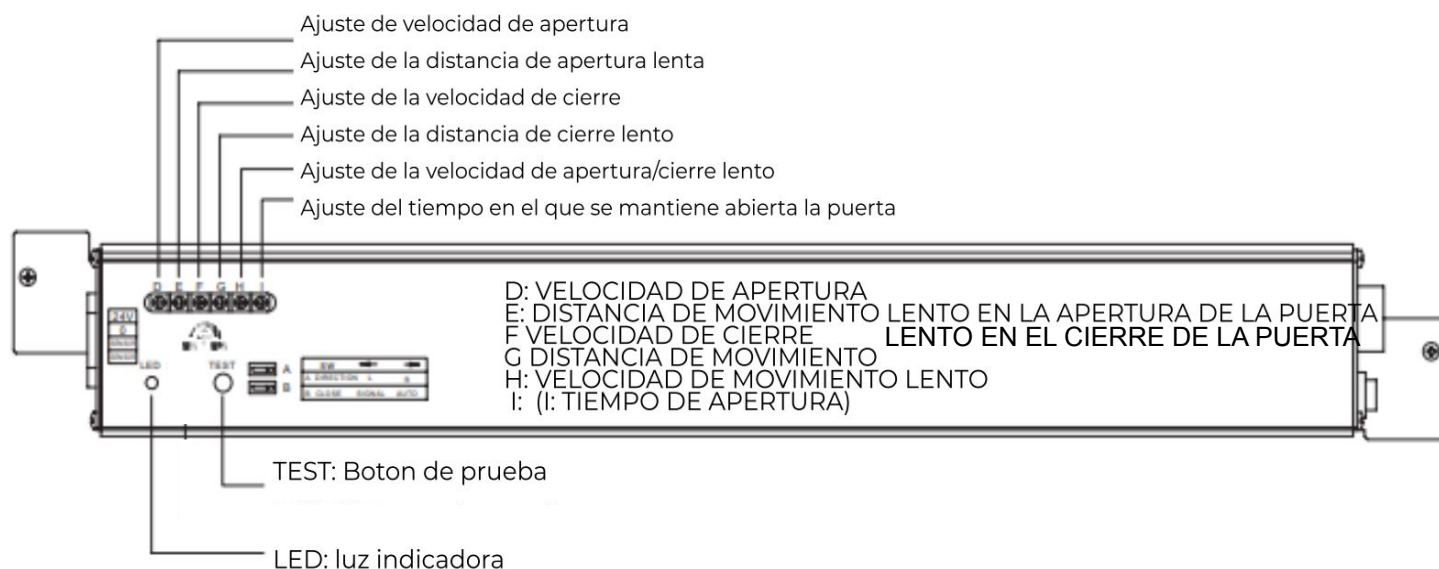 Ajuste de velocidad de apertura
Ajuste de la distancia de apertura lenta
Ajuste de la velocidad de cierre
Ajuste de la distancia de cierre lento
Ajuste de la velocidad de apertura/cierre lento
Ajuste del tiempo en el que se mantiene abierta la puerta
D E F G H I
D: VELOCIDAD DE APERTURA
E: DISTANCIA DE MOVIMIENTO LENTO EN LA APERTURA DE LA PUERTA
F VELOCIDAD DE CIERRE LENTO EN EL CIERRE DE LA PUERTA
G DISTANCIA DE MOVIMIENTO
H: VELOCIDAD DE MOVIMIENTO LENTO
I: (I: TIEMPO DE APERTURA)
24V
LED TEST A
B
SW
A DIRECTION L
B CLOSE SIGNAL AUTO
TEST: Boton de prueba
LED: luz indicadora